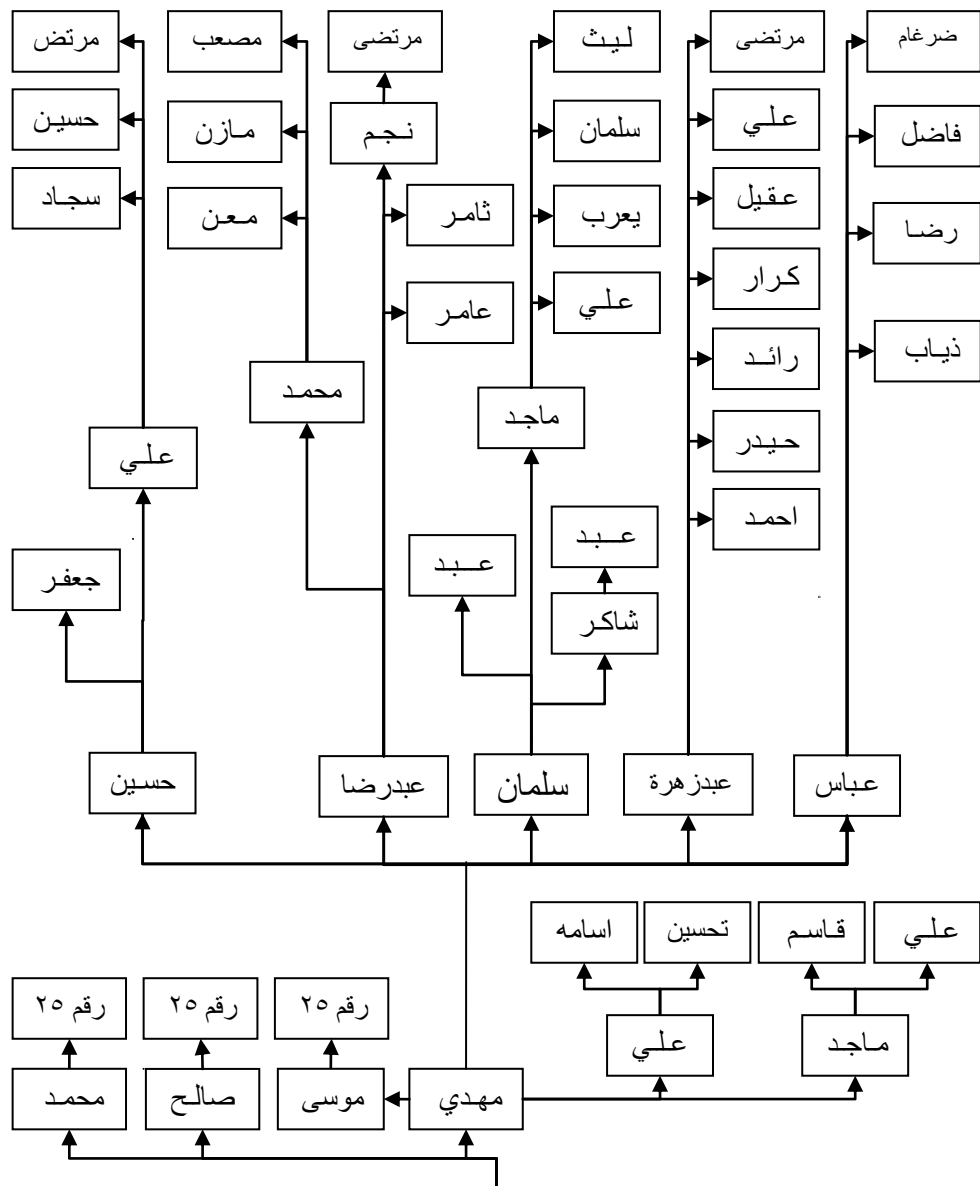 ضرغام
مرتضى
ليث
مرتضى
مصعب
مرتض
فاضل
علي
سلمان
نجم
مازن
حسين
رضا
عقيل
يعرب
ثامر
معن
سجاد
ذياب
كرار
علي
عامر
رائد
محمد
ماجد
حيدر
علي
احمد
عبد
عبد
جعفر
شاكر
عباس
عبدزهرة
سلمان
عبدرضا
حسين
علي
قاسم
تحسين
اسامه
رقم ٢٥
رقم ٢٥
رقم ٢٥
ماجد
علي
مهدي
موسى
صالح
محمد